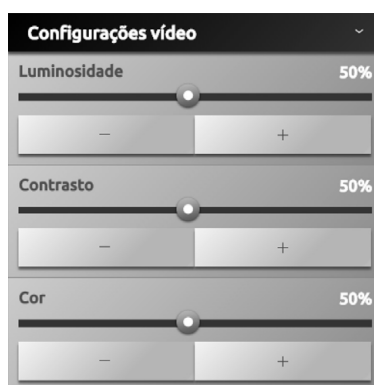 Configurações vídeo
Luminosidade 50%
− +
Contrasto 50%
− +
Cor 50%
− +